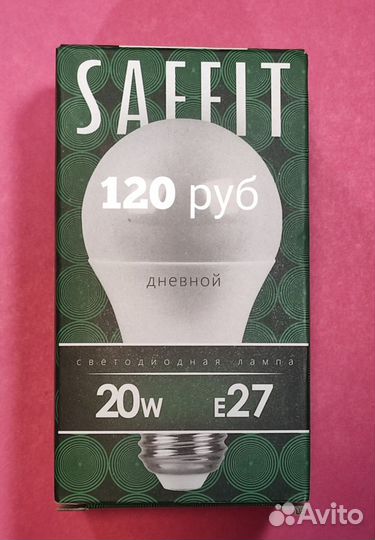 SAFFIT
120 руб
дневной
светодиодная лампа
20W E27
Avito